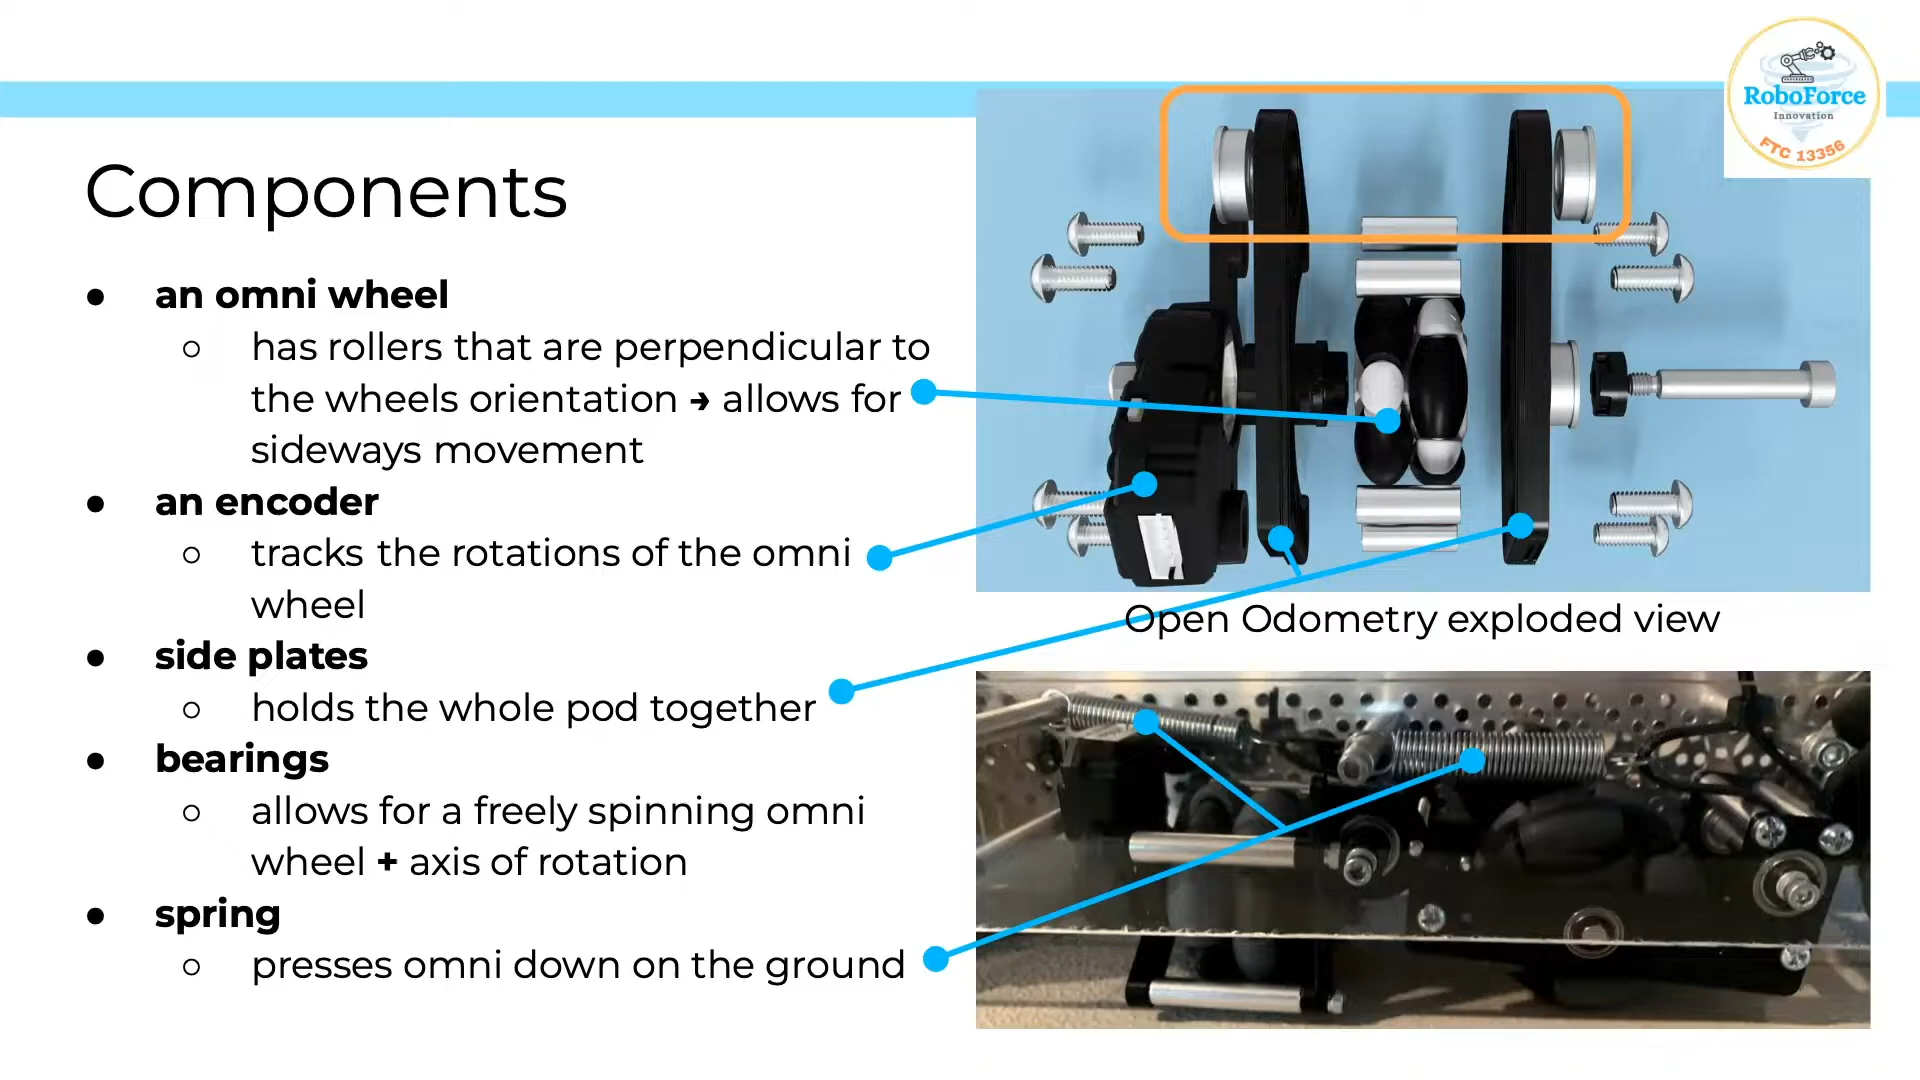 RoboForce
Innovation
FTC 13356
Components
● an omni wheel
○ has rollers that are perpendicular to
the wheels orientation → allows for
sideways movement
● an encoder
○ tracks the rotations of the omni
wheel
● side plates
○ holds the whole pod together
● bearings
○ allows for a freely spinning omni
wheel + axis of rotation
● spring
○ presses omni down on the ground
Open Odometry exploded view